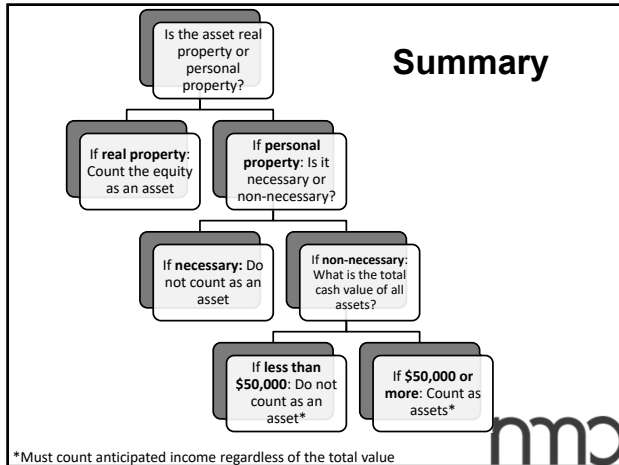 Is the asset real
property or
personal
property?
Summary
If real property:
Count the equity
as an asset
If personal
property: Is it
necessary or
non-necessary?
If necessary: Do
not count as an
asset
If non-necessary:
What is the total
cash value of all
assets?
If less than
$50,000: Do not
count as an
asset*
If $50,000 or
more: Count as
assets*
*Must count anticipated income regardless of the total value
nma